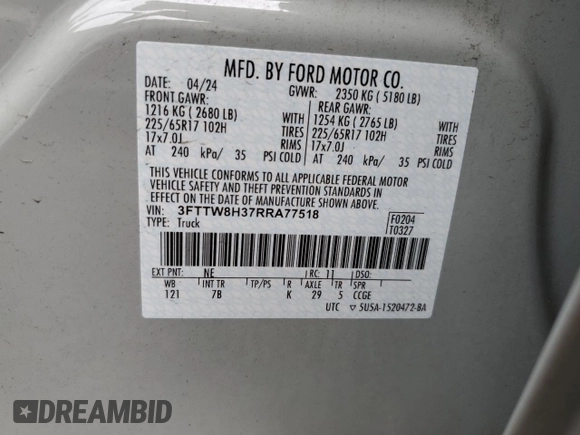 MFD. BY FORD MOTOR CO.
DATE: 04/24 GVWR: 2350 KG ( 5180 LB)
FRONT GAWR: REAR GAWR:
1216 KG ( 2680 LB) WITH 1254 KG ( 2765 LB) WITH
225/65R17 102H TIRES 225/65R17 102H TIRES
17x7.0J RIMS 17x7.0J RIMS
AT 240 kPa/ 35 PSI COLD AT 240 kPa/ 35 PSI COLD
THIS VEHICLE CONFORMS TO ALL APPLICABLE FEDERAL MOTOR
VEHICLE SAFETY AND THEFT PREVENTION STANDARDS IN
EFFECT ON THE DATE OF MANUFACTURE SHOWN ABOVE.
VIN: 3FTTW8H37RRA77518 F0204
TYPE: Truck T0327
EXT PNT: NE RC: 11 DSO:
WB INT TR TP/PS R AXLE TR SPR
121 7B K 29 5 CCGE
UTC ▽ 5U5A-1520472-BA
DREAMBID